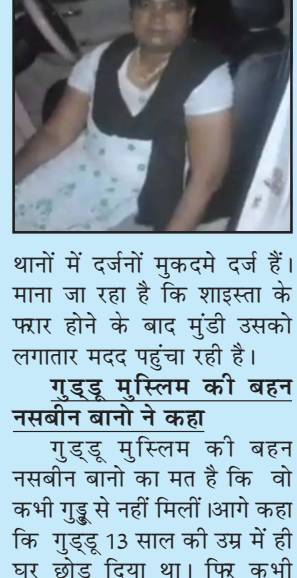 थानों में दर्जनों मुकदमे दर्ज हैं।
माना जा रहा है कि शाइस्ता के
फरार होने के बाद मुंडी उसको
लगातार मदद पहुंचा रही है।
गुड्डू मुस्लिम की बहन
नसबीन बानो ने कहा
गुड्डू मुस्लिम की बहन
नसबीन बानो का मत है कि वो
कभी गुड्डू से नहीं मिलीं।आगे कहा
कि गुड्डू 13 साल की उम्र में ही
घर छोड़ दिया था। फिर कभी